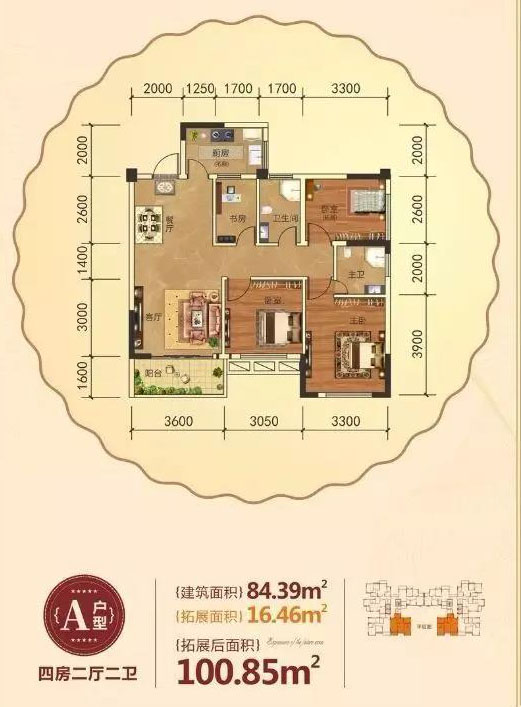 2000 1250 1700 1700 3300
2000
2600
1400
3000
1600
2000
2600
2000
3900
厨房
餐厅
书房
卫生间
卧室
主卫
客厅
卧室
主卧
阳台
3600 3050 3300
A户型
四房二厅二卫
{建筑面积} 84.39m²
{拓展面积} 16.46m²
{拓展后面积}
100.85m²